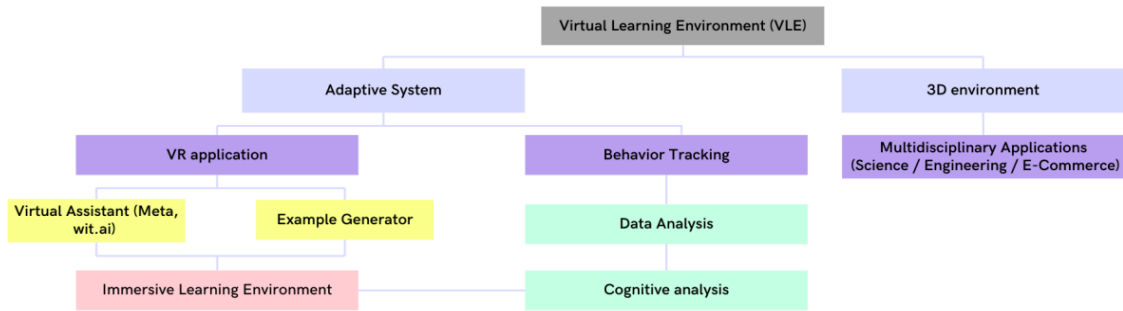 Virtual Learning Environment (VLE)
Adaptive System
3D environment
VR application
Behavior Tracking
Multidisciplinary Applications
(Science / Engineering / E-Commerce)
Virtual Assistant (Meta,
wit.ai)
Example Generator
Data Analysis
Immersive Learning Environment
Cognitive analysis